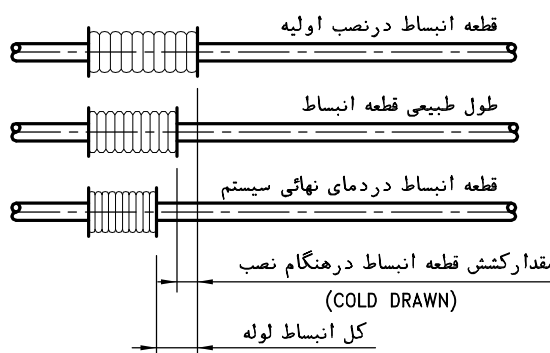 قطعه انبساط درنصب اولیه
طول طبیعی قطعه انبساط
قطعه انبساط دردمای نهائی سیستم
مقدارکشش قطعه انبساط درهنگام نصب
(COLD DRAWN)
کل انبساط لوله